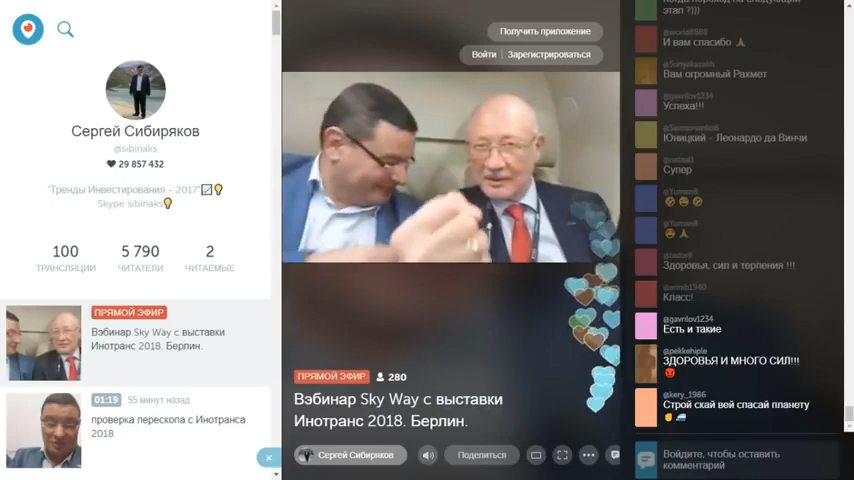 Сергей Сибиряков
@sibiriaks
29 857 432
"Тренды Инвестирования - 2017"
Skype sibiriaks
100
ТРАНСЛЯЦИИ
5 790
ЧИТАТЕЛИ
2
ЧИТАЕМЫЕ
ПРЯМОЙ ЭФИР
Вэбинар Sky Way с выставки
Инотранс 2018. Берлин.
01:19 55 минут назад
проверка перескопа с Инотранса
2018.
Получить приложение
Войти
Зарегистрироваться
ПРЯМОЙ ЭФИР 280
Вэбинар Sky Way с выставки
Инотранс 2018. Берлин.
Сергей Сибиряков
Поделиться
этап ?)))
@world8888
И вам спасибо
Вам огромный Рахмет
@gavrilov1234
Успеха!!!
Юницкий - Леонардо да Винчи
Супер
Здоровья, сил и терпения !!!
Класс!
@gavrilov1234
Есть и такие
@pekkehiple
ЗДОРОВЬЯ И МНОГО СИЛ!!!
@kery_1986
Строй скай вей спасай планету
Войдите, чтобы оставить
комментарий